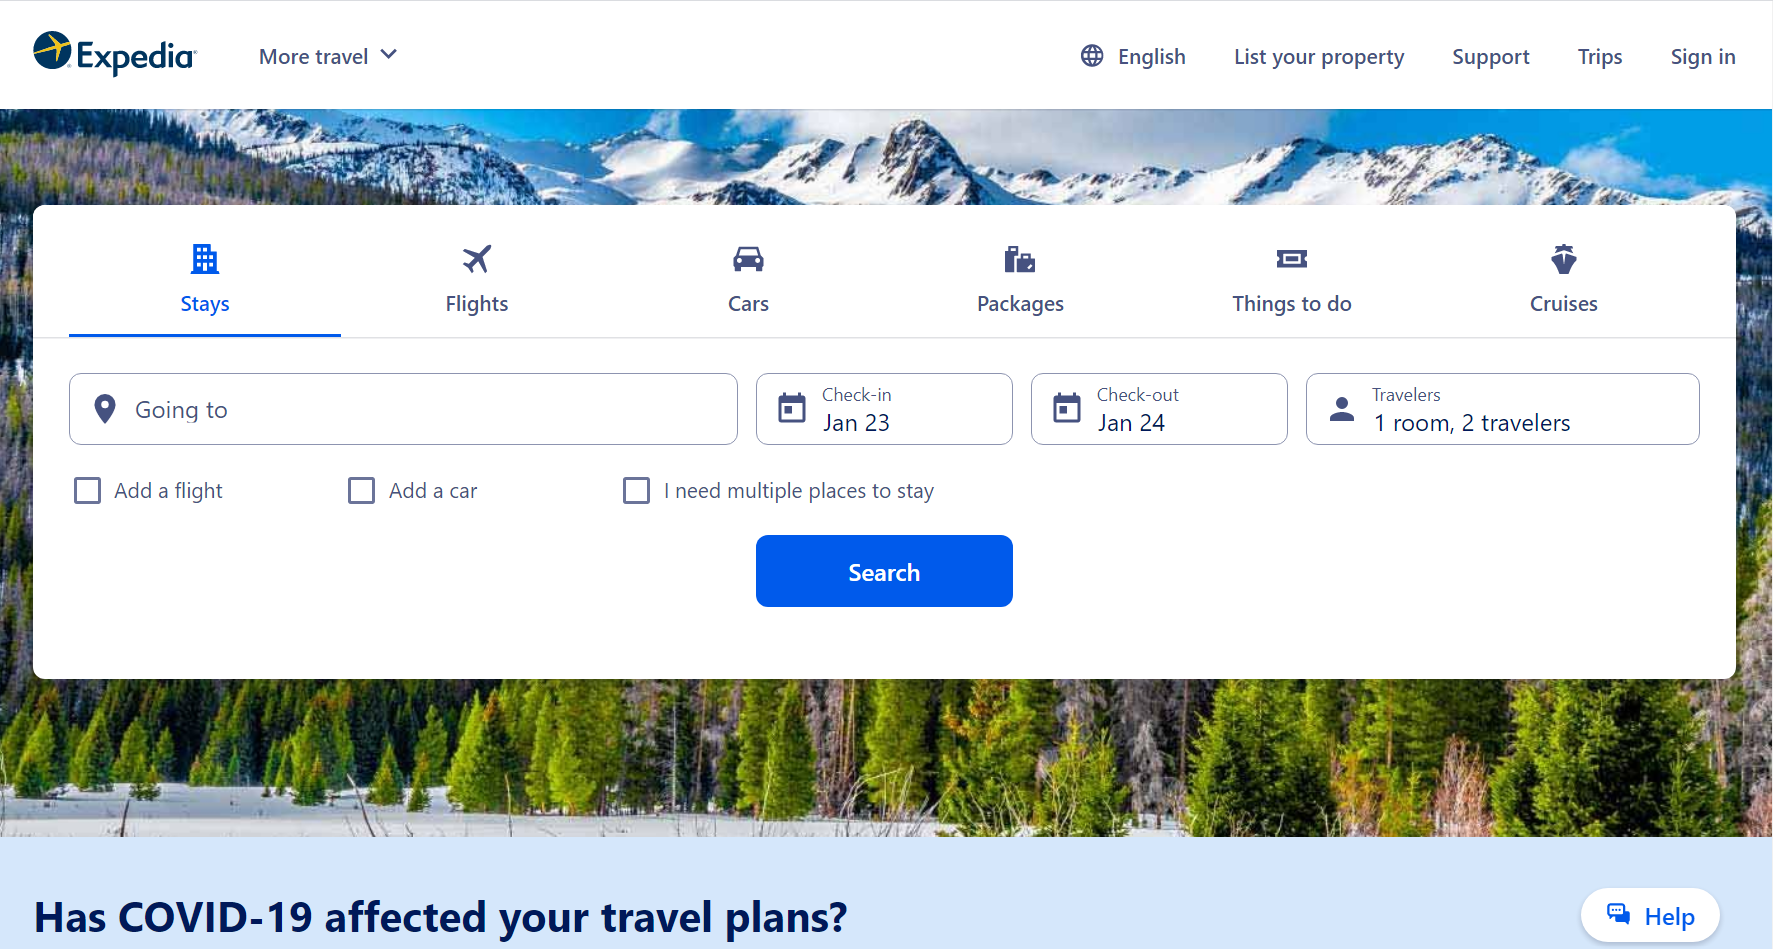 Expedia
More travel
English
List your property
Support
Trips
Sign in
Stays
Flights
Cars
Packages
Things to do
Cruises
Going to
Check-in
Jan 23
Check-out
Jan 24
Travelers
1 room, 2 travelers
Add a flight
Add a car
I need multiple places to stay
Search
Has COVID-19 affected your travel plans?
Help